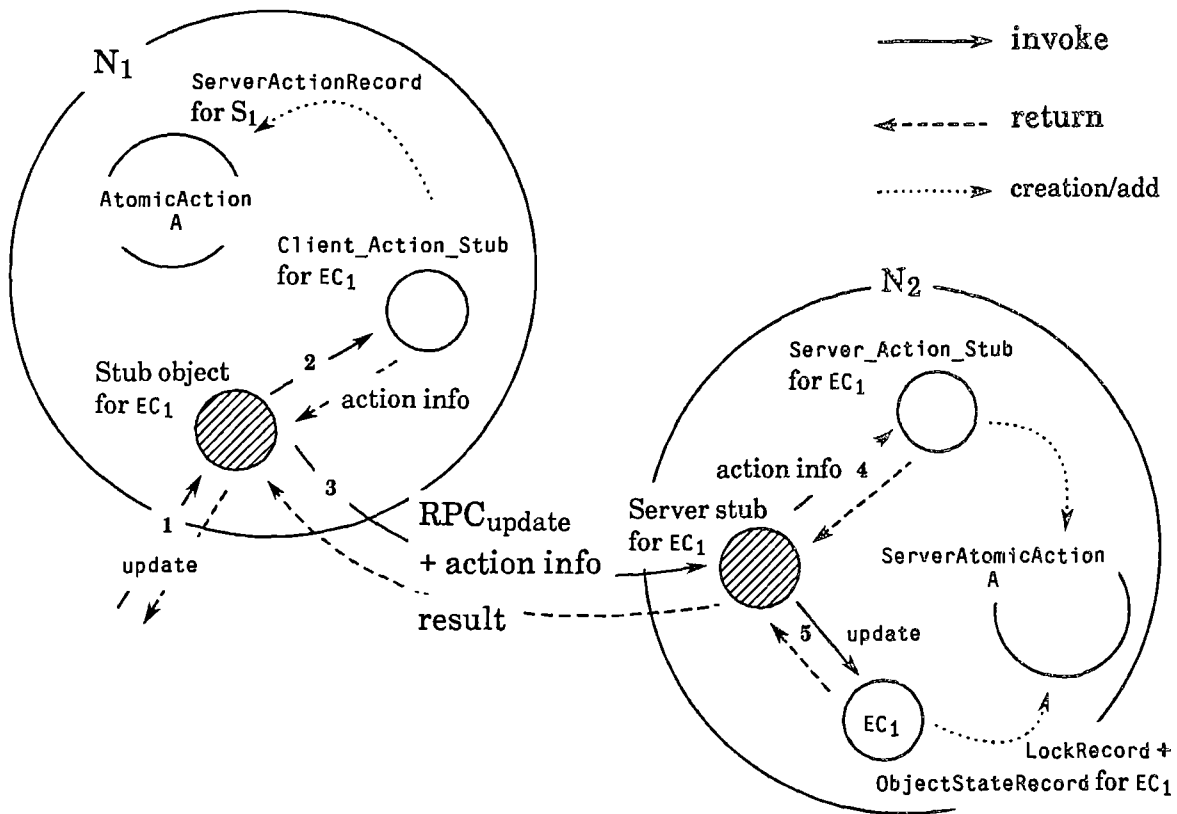 invoke
return
creation/add
N1
ServerActionRecord
for S1
AtomicAction
A
Client_Action_Stub
for EC1
2
Stub object
for EC1
action info
3
1
update
RPCupdate
+ action info
result
N2
Server_Action_Stub
for EC1
action info 4
Server stub
for EC1
ServerAtomicAction
A
5 update
EC1
LockRecord +
ObjectStateRecord for EC1